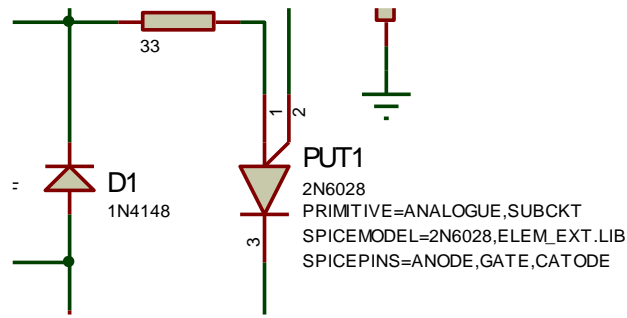 33
1
2
PUT1
2N6028
PRIMITIVE=ANALOGUE,SUBCKT
SPICEMODEL=2N6028,ELEM_EXT.LIB
SPICEPINS=ANODE,GATE,CATODE
D1
1N4148
3